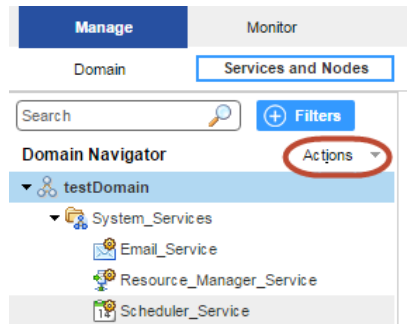 Manage Monitor
Domain Services and Nodes
Search Filters
Domain Navigator Actions
testDomain
System_Services
Email_Service
Resource_Manager_Service
Scheduler_Service